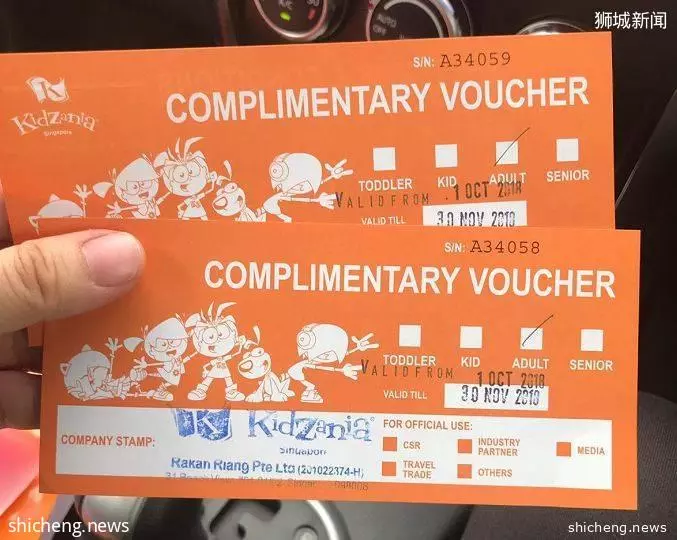 狮城新闻
A/C
AUTO
OFF
S/N: A34059
KidZania
Singapore
COMPLIMENTARY VOUCHER
TODDLER KID ADULT SENIOR
VALID FROM 1 OCT 2018
VALID TILL 30 NOV 2018
S/N: A34058
COMPLIMENTARY VOUCHER
TODDLER KID ADULT SENIOR
VALID FROM 1 OCT 2018
VALID TILL 30 NOV 2018
COMPANY STAMP:
KidZania
Singapore
Rakan Riang Pte Ltd (201022374-H)
FOR OFFICIAL USE:
CSR INDUSTRY PARTNER MEDIA
TRAVEL TRADE OTHERS
shicheng.news
shicheng.news